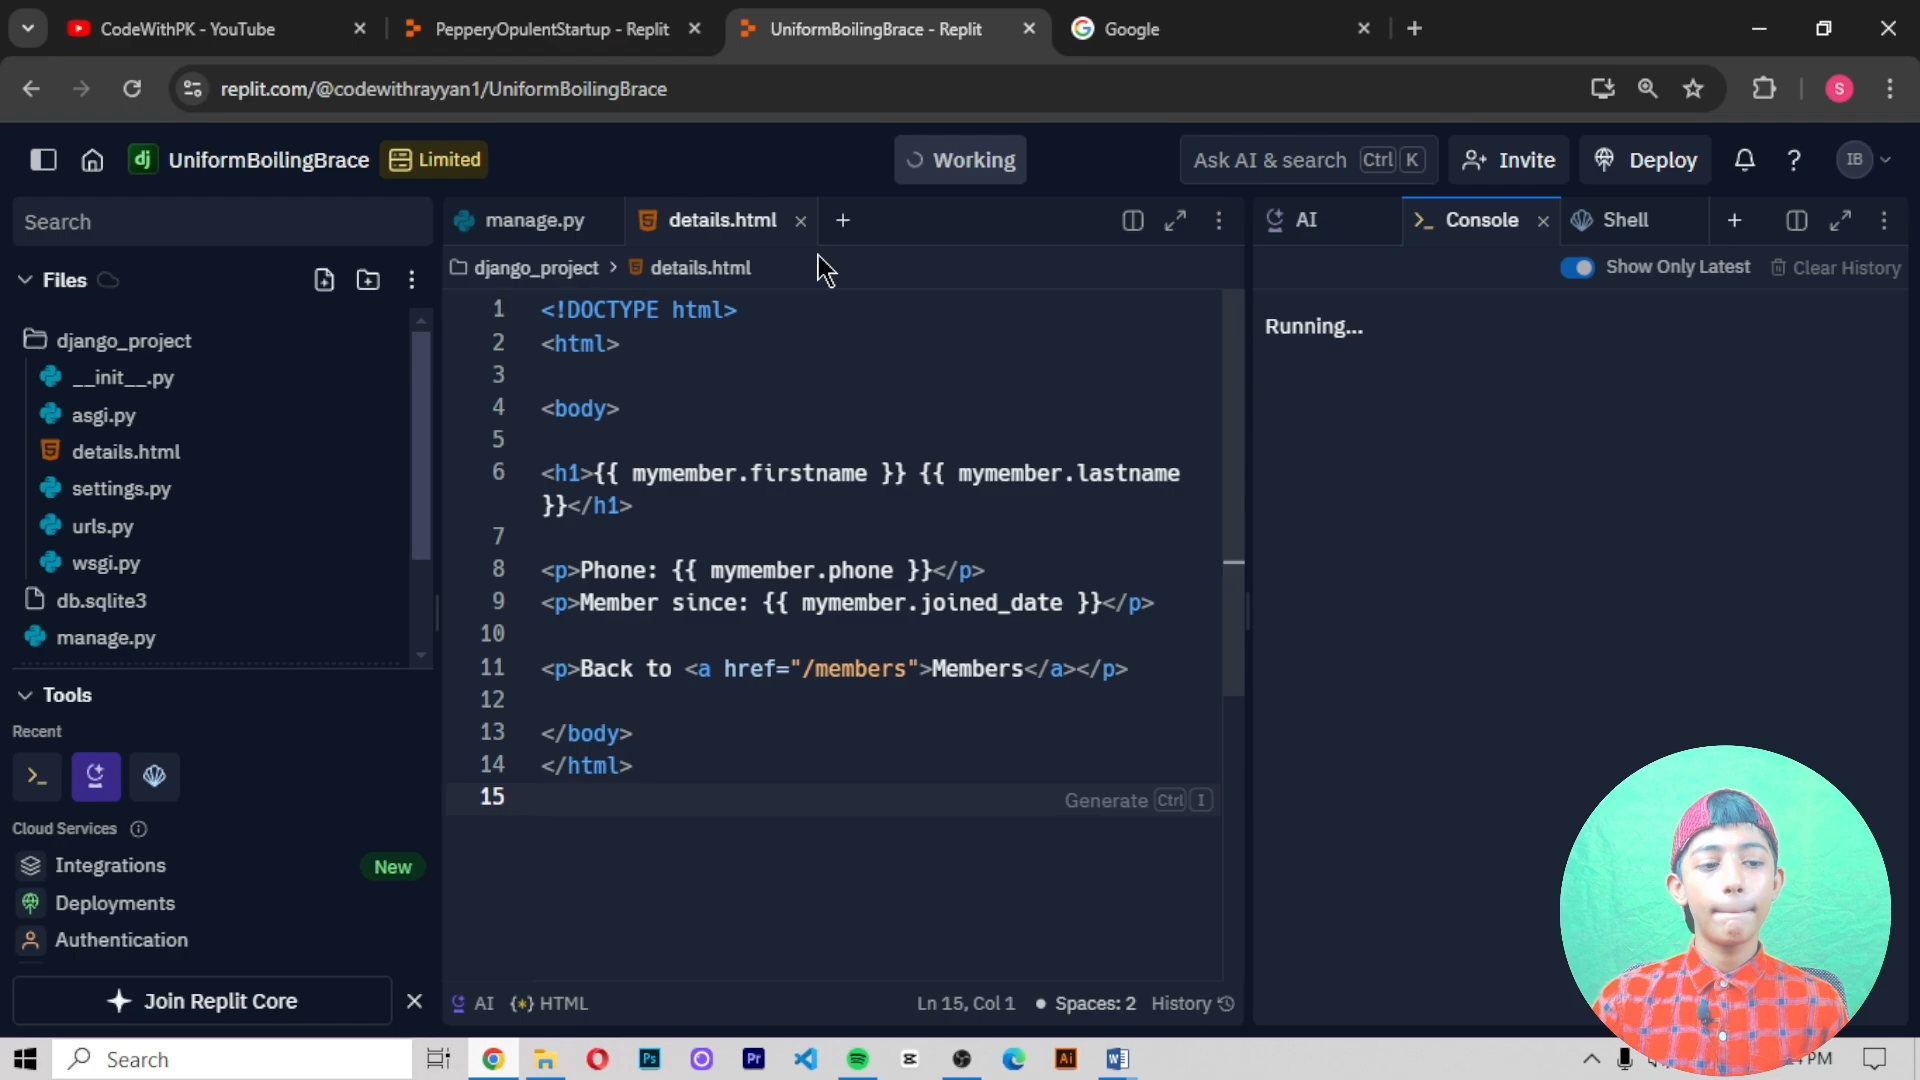 CodeWithPK - YouTube
PepperyOpulentStartup - Replit
UniformBoilingBrace - Replit
Google
replit.com/@codewithrayyan1/UniformBoilingBrace
S
dj UniformBoilingBrace Limited
Working
Ask AI & search Ctrl K
Invite
Deploy
IB
Search
Files
django_project
__init__.py
asgi.py
details.html
settings.py
urls.py
wsgi.py
db.sqlite3
manage.py
Tools
Recent
Cloud Services
Integrations New
Deployments
Authentication
Join Replit Core
manage.py
details.html
django_project > details.html
1 <!DOCTYPE html>
2 <html>
3
4 <body>
5
6 <h1>{{ mymember.firstname }} {{ mymember.lastname
}}</h1>
7
8 <p>Phone: {{ mymember.phone }}</p>
9 <p>Member since: {{ mymember.joined_date }}</p>
10
11 <p>Back to <a href="/members">Members</a></p>
12
13 </body>
14 </html>
15
Generate Ctrl I
AI {*} HTML
Ln 15, Col 1 • Spaces: 2 History
AI
Console
Shell
Show Only Latest
Clear History
Running...
Search
Ps
Pr
Ai
PM